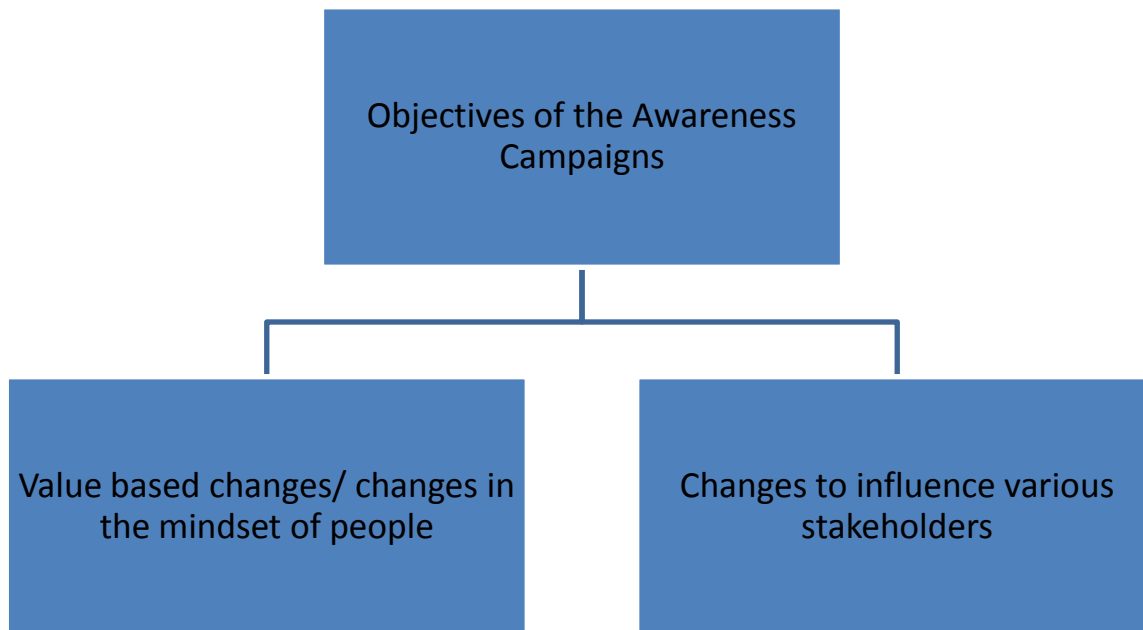 Objectives of the Awareness
Campaigns
Value based changes/ changes in
the mindset of people
Changes to influence various
stakeholders